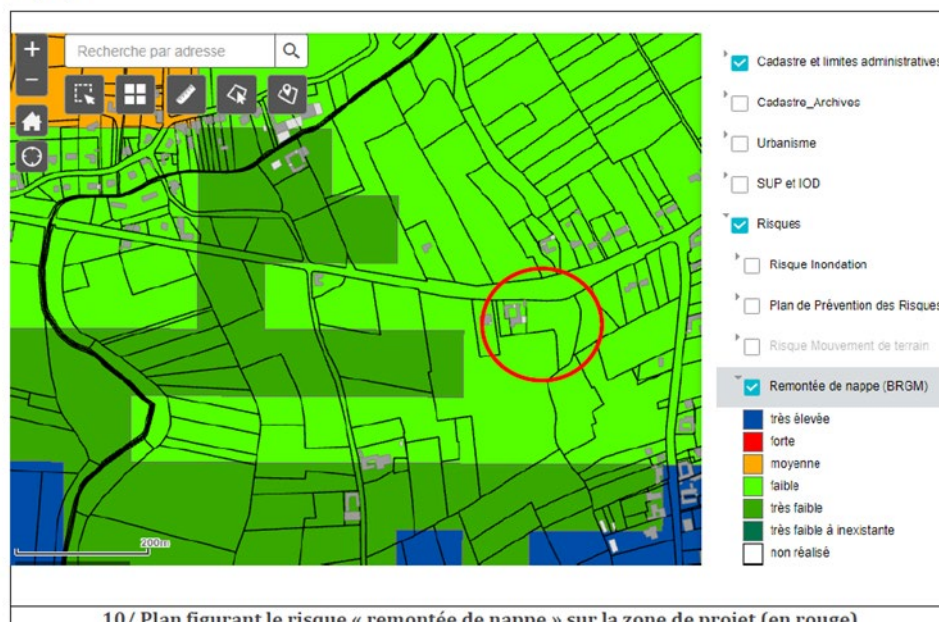 +
Recherche par adresse
−
200m
Cadastre et limites administratives
Cadastre_Archives
Urbanisme
SUP et IOD
Risques
Risque Inondation
Plan de Prévention des Risques
Risque Mouvement de terrain
Remontée de nappe (BRGM)
très élevée
forte
moyenne
faible
très faible
très faible à inexistante
non réalisé
10/ Plan figurant le risque « remontée de nappe » sur la zone de projet (en rouge)